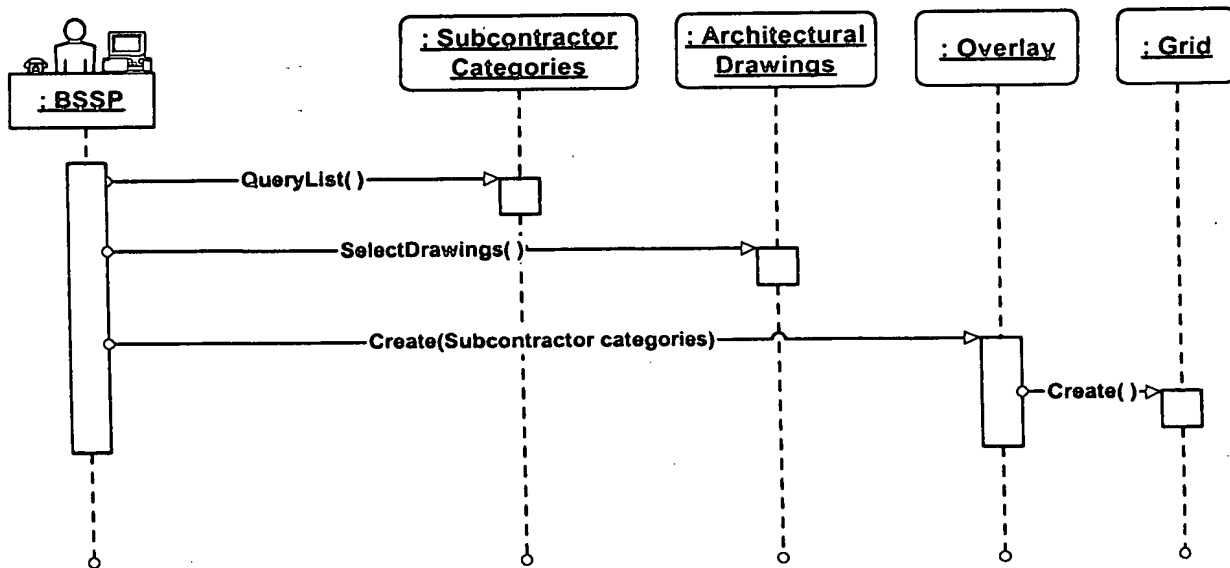 : BSSP
: Subcontractor
Categories
: Architectural
Drawings
: Overlay
: Grid
QueryList( )
SelectDrawings( )
Create(Subcontractor categories)
Create( )